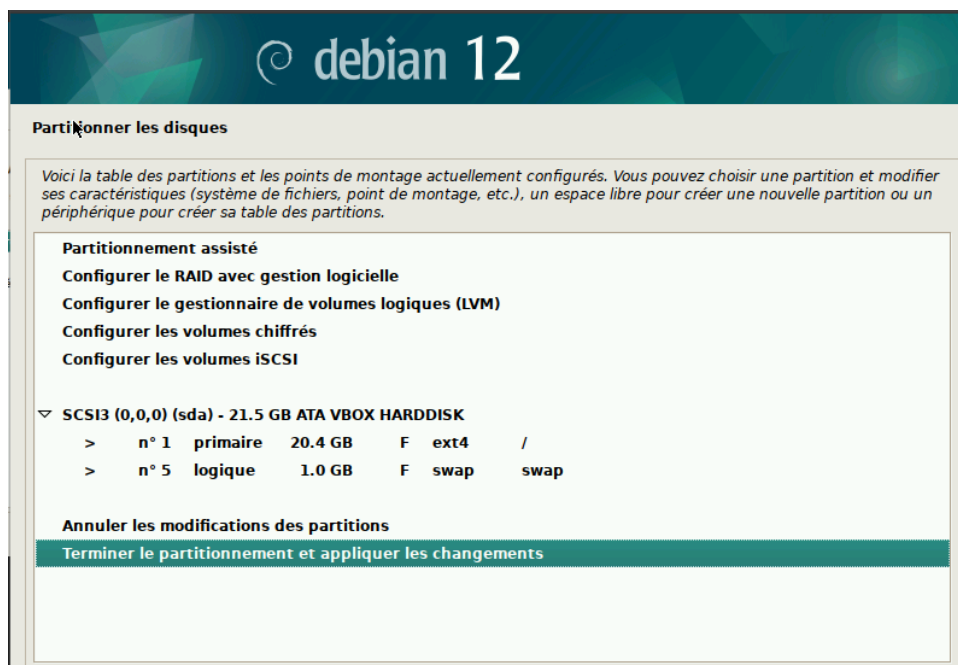 debian 12
Partitionner les disques
Voici la table des partitions et les points de montage actuellement configurés. Vous pouvez choisir une partition et modifier
ses caractéristiques (système de fichiers, point de montage, etc.), un espace libre pour créer une nouvelle partition ou un
périphérique pour créer sa table des partitions.
Partitionnement assisté
Configurer le RAID avec gestion logicielle
Configurer le gestionnaire de volumes logiques (LVM)
Configurer les volumes chiffrés
Configurer les volumes iSCSI
SCSI3 (0,0,0) (sda) - 21.5 GB ATA VBOX HARDDISK
> n° 1 primaire 20.4 GB F ext4 /
> n° 5 logique 1.0 GB F swap swap
Annuler les modifications des partitions
Terminer le partitionnement et appliquer les changements